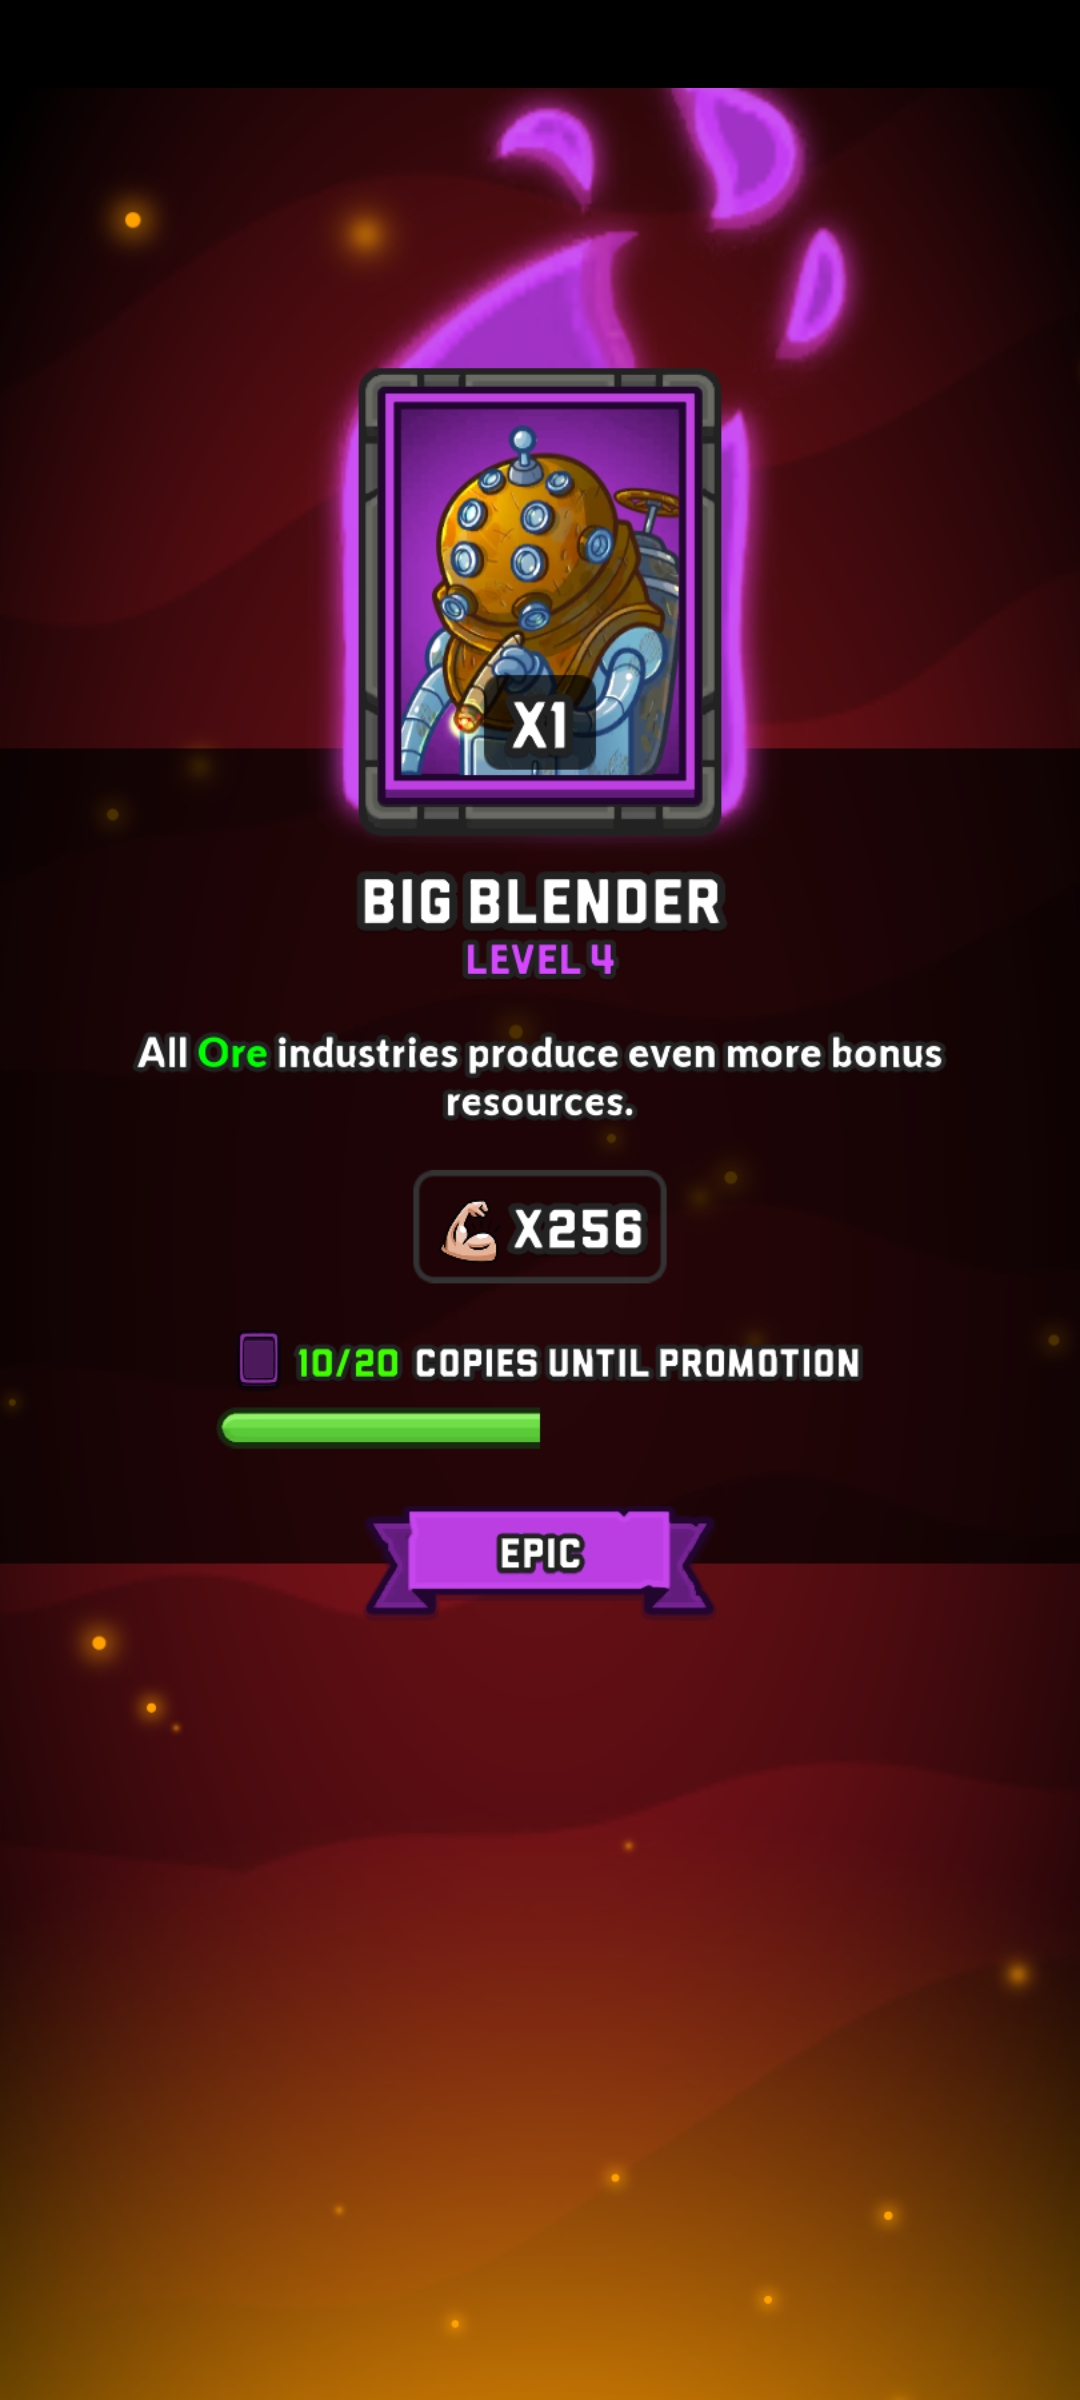 X1
BIG BLENDER
LEVEL 4
All Ore industries produce even more bonus
resources.
X256
10/20 COPIES UNTIL PROMOTION
EPIC